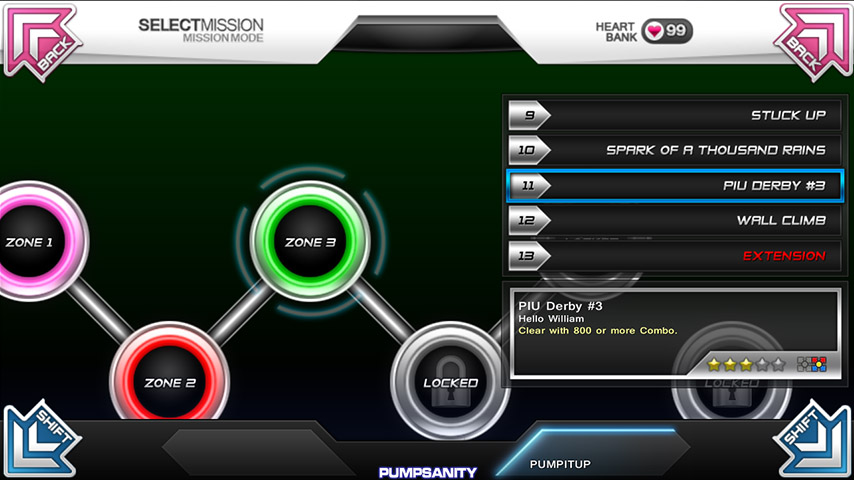 SELECTMISSION
MISSION MODE
HEART
BANK
99
BACK
BACK
9 STUCK UP
10 SPARK OF A THOUSAND RAINS
11 PIU DERBY #3
12 WALL CLIMB
13 EXTENSION
ZONE 1
ZONE 3
ZONE 2
LOCKED
LOCKED
PIU Derby #3
Hello William
Clear with 800 or more Combo.
SHIFT
SHIFT
PUMPSANITY
PUMPITUP